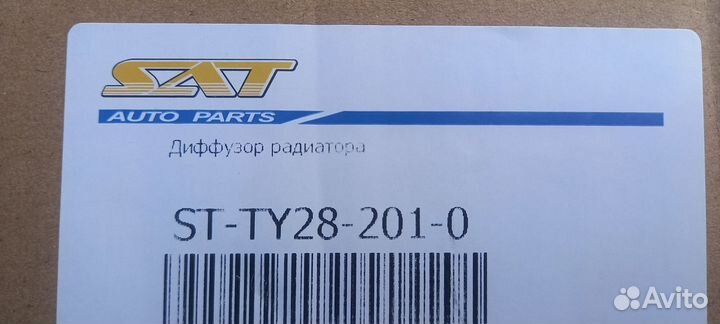 SAT
AUTO PARTS
Диффузор радиатора
ST-TY28-201-0
Avito